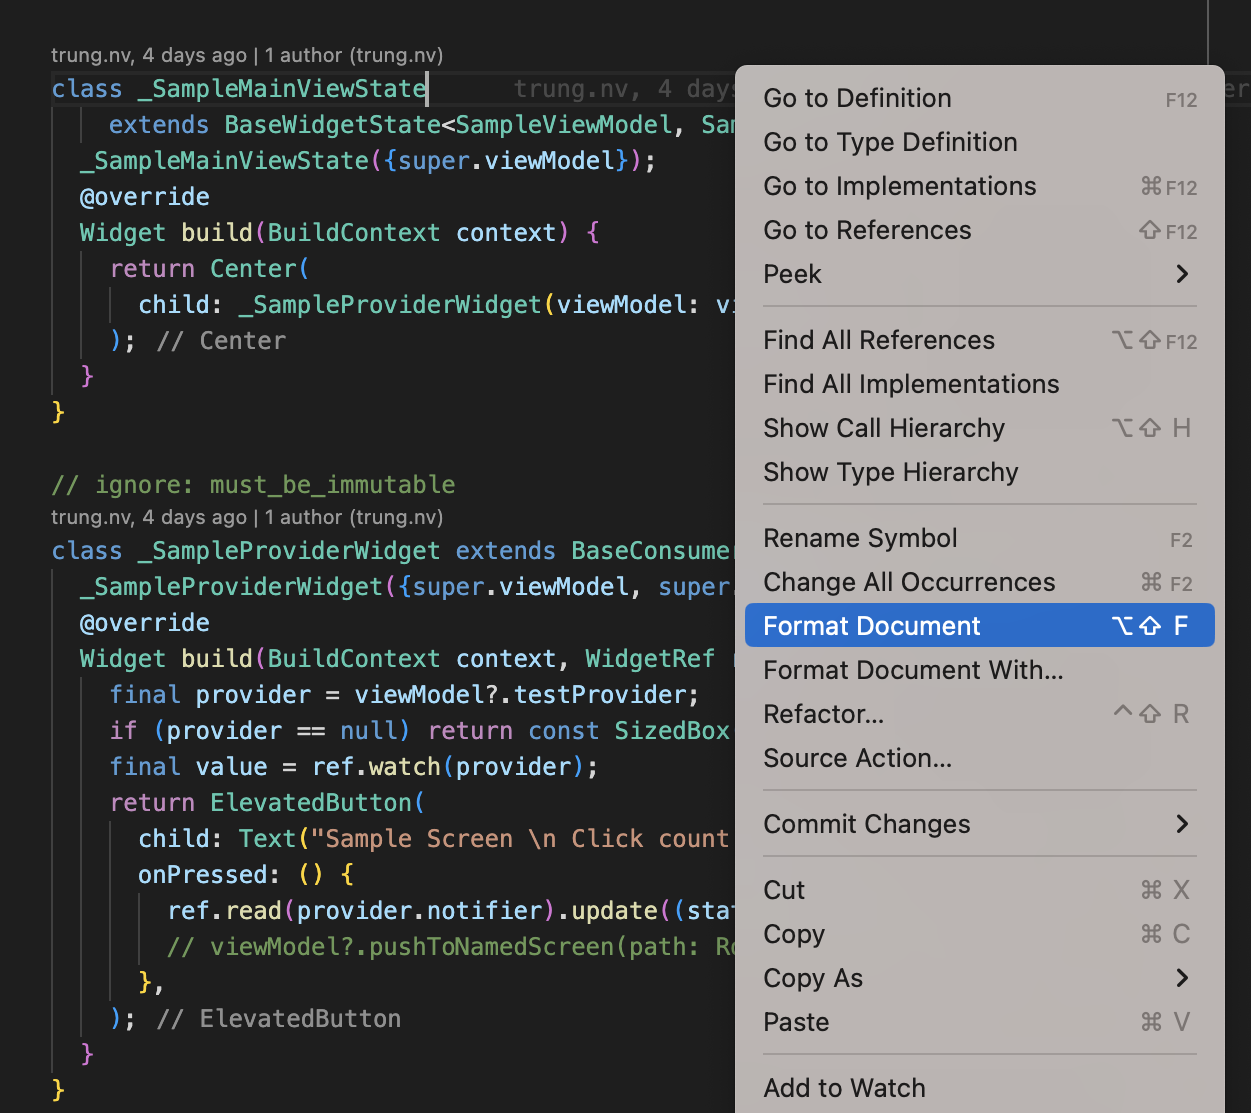 trung.nv, 4 days ago | 1 author (trung.nv)
class _SampleMainViewState trung.nv, 4 days
extends BaseWidgetState<SampleViewModel,
_SampleMainViewState({super.viewModel});
@override
Widget build(BuildContext context) {
return Center(
child: _SampleProviderWidget(viewModel:
); // Center
}
}
// ignore: must_be_immutable
trung.nv, 4 days ago | 1 author (trung.nv)
class _SampleProviderWidget extends BaseConsumer
_SampleProviderWidget({super.viewModel, super.
@override
Widget build(BuildContext context, WidgetRef
final provider = viewModel?.testProvider;
if (provider == null) return const SizedBox
final value = ref.watch(provider);
return ElevatedButton(
child: Text("Sample Screen \n Click count
onPressed: () {
ref.read(provider.notifier).update((stat
// viewModel?.pushToNamedScreen(path:
},
); // ElevatedButton
}
}
Go to Definition F12
Go to Type Definition
Go to Implementations ⌘F12
Go to References ⇧F12
Peek >
Find All References ⌥⇧F12
Find All Implementations
Show Call Hierarchy ⌥⇧ H
Show Type Hierarchy
Rename Symbol F2
Change All Occurrences ⌘ F2
Format Document ⌥⇧ F
Format Document With...
Refactor... ^⇧ R
Source Action...
Commit Changes >
Cut ⌘ X
Copy ⌘ C
Copy As >
Paste ⌘ V
Add to Watch